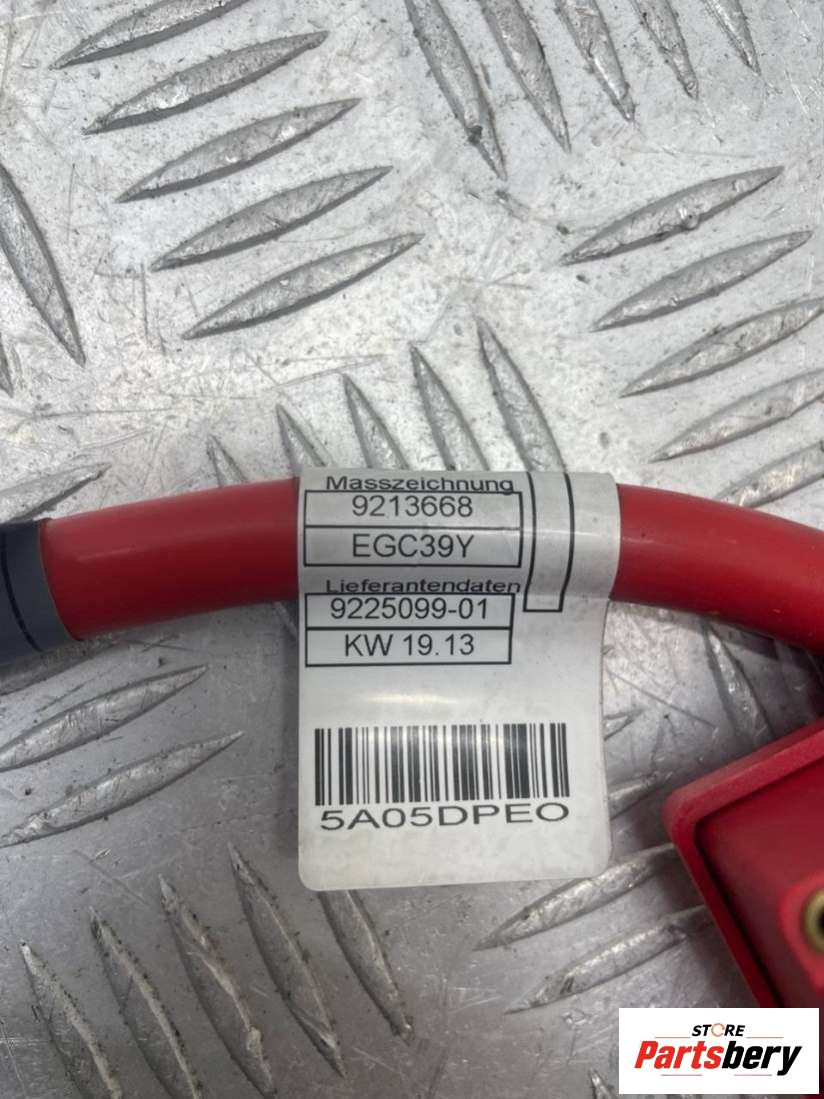 Masszeichnung
9213668
EGC39Y
Lieferantendaten
9225099-01
KW 19.13
5A05DPEO
STORE
Partsbery